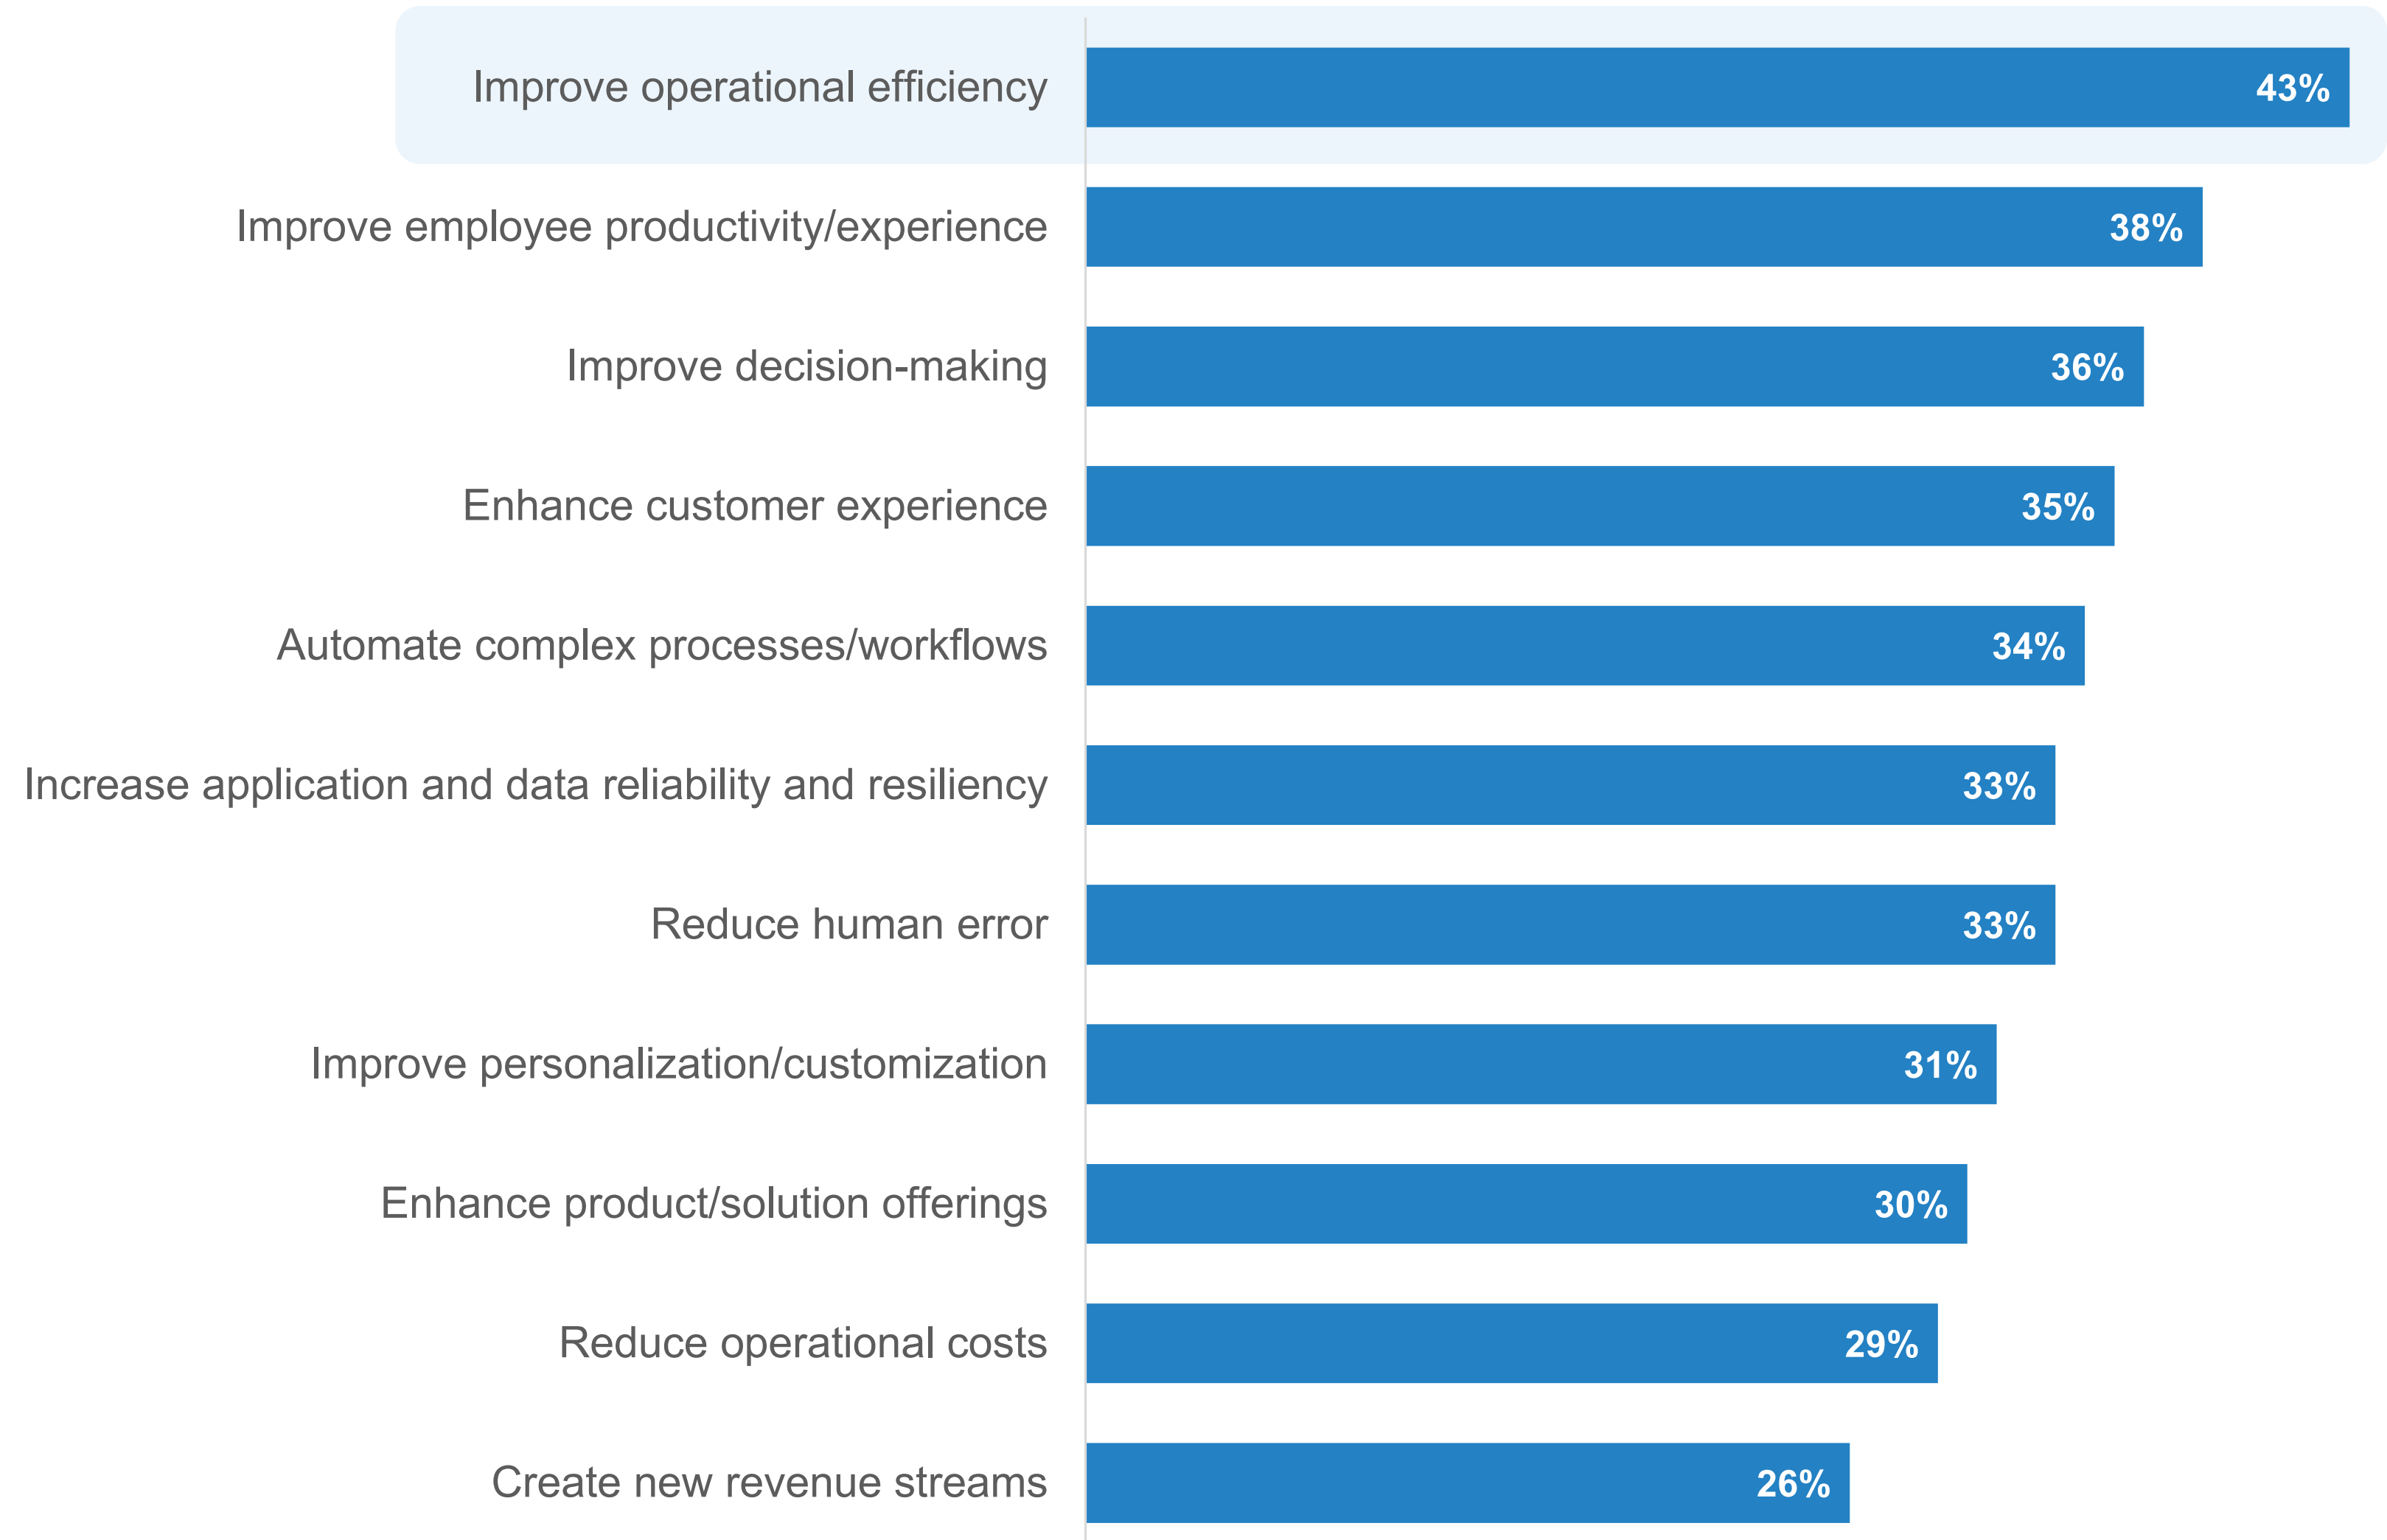 Improve operational efficiency 43%
Improve employee productivity/experience 38%
Improve decision-making 36%
Enhance customer experience 35%
Automate complex processes/workflows 34%
Increase application and data reliability and resiliency 33%
Reduce human error 33%
Improve personalization/customization 31%
Enhance product/solution offerings 30%
Reduce operational costs 29%
Create new revenue streams 26%